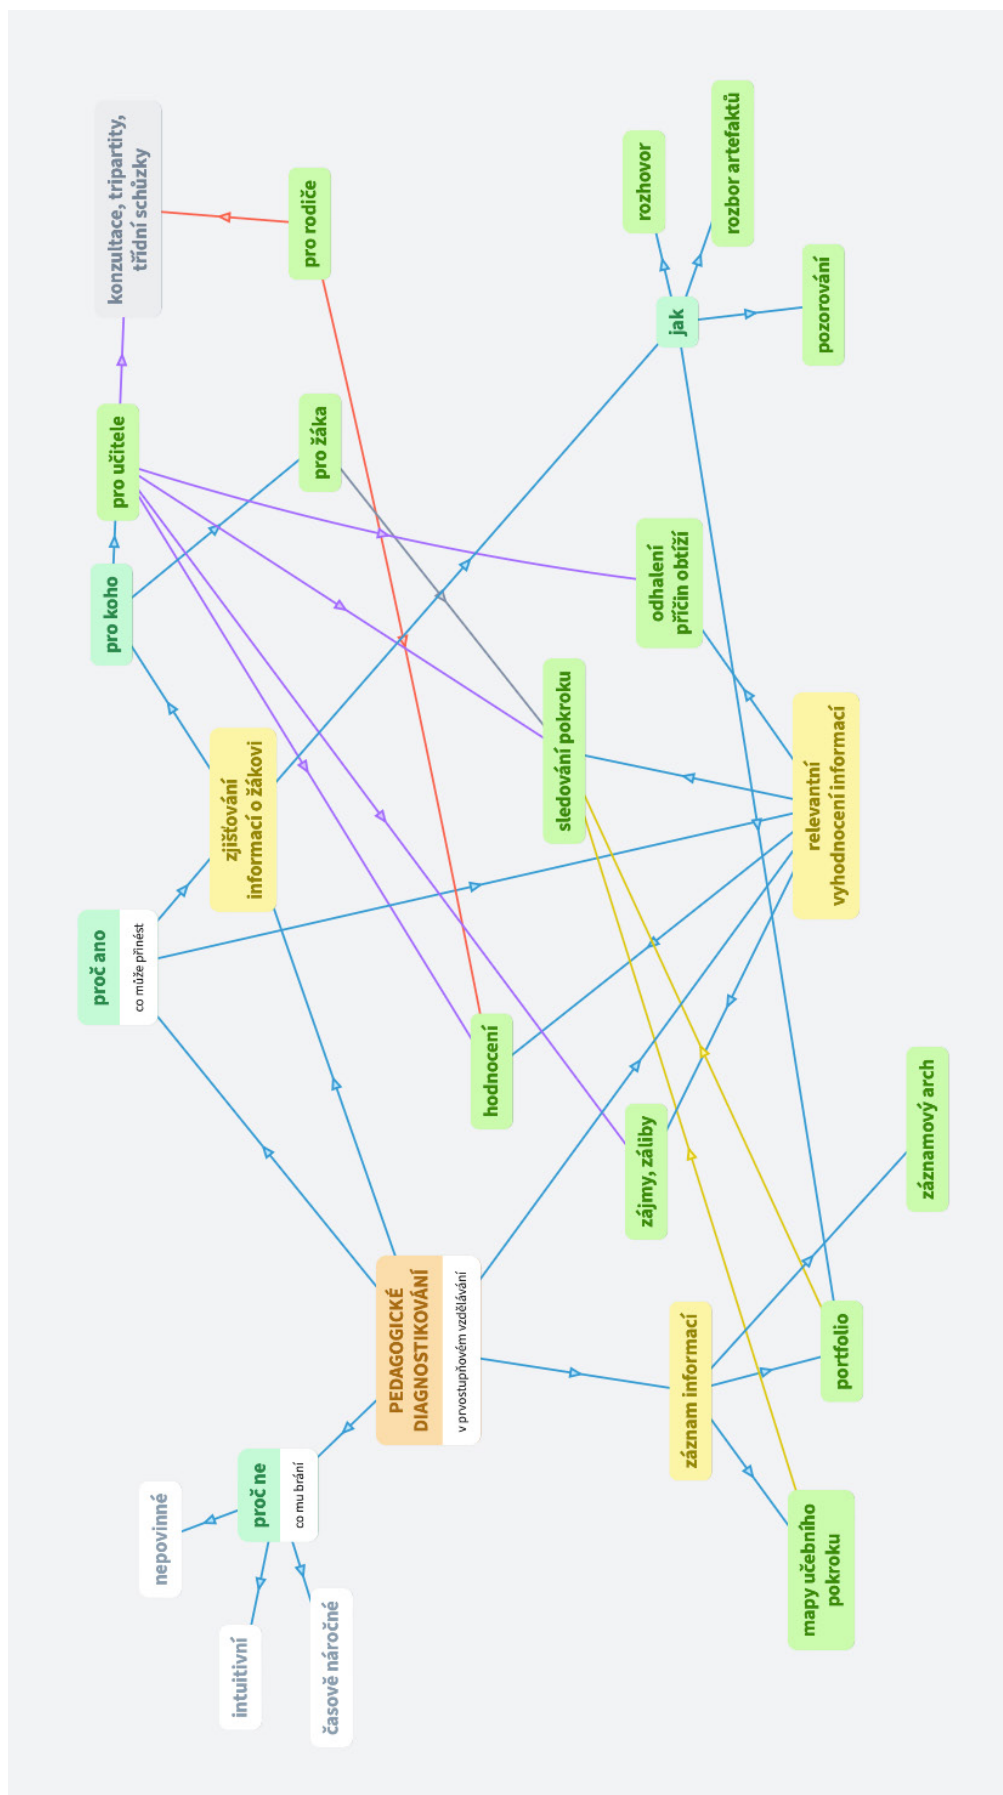 proč ano
co může přinést
pro koho
pro učitele
konzultace, tripartity,
třídní schůzky
nepovinné
intuitivní
proč ne
co mu brání
zjišťování
informací o žákovi
pro rodiče
pro žáka
časově náročné
PEDAGOGICKÉ
DIAGNOSTIKOVÁNÍ
v prvostupňovém vzdělávání
hodnocení
sledování pokroku
zájmy, záliby
rozhovor
odhalení
příčin obtíží
jak
záznam informací
rozbor artefaktů
mapy učebního
pokroku
relevantní
vyhodnocení informací
pozorování
portfolio
záznamový arch